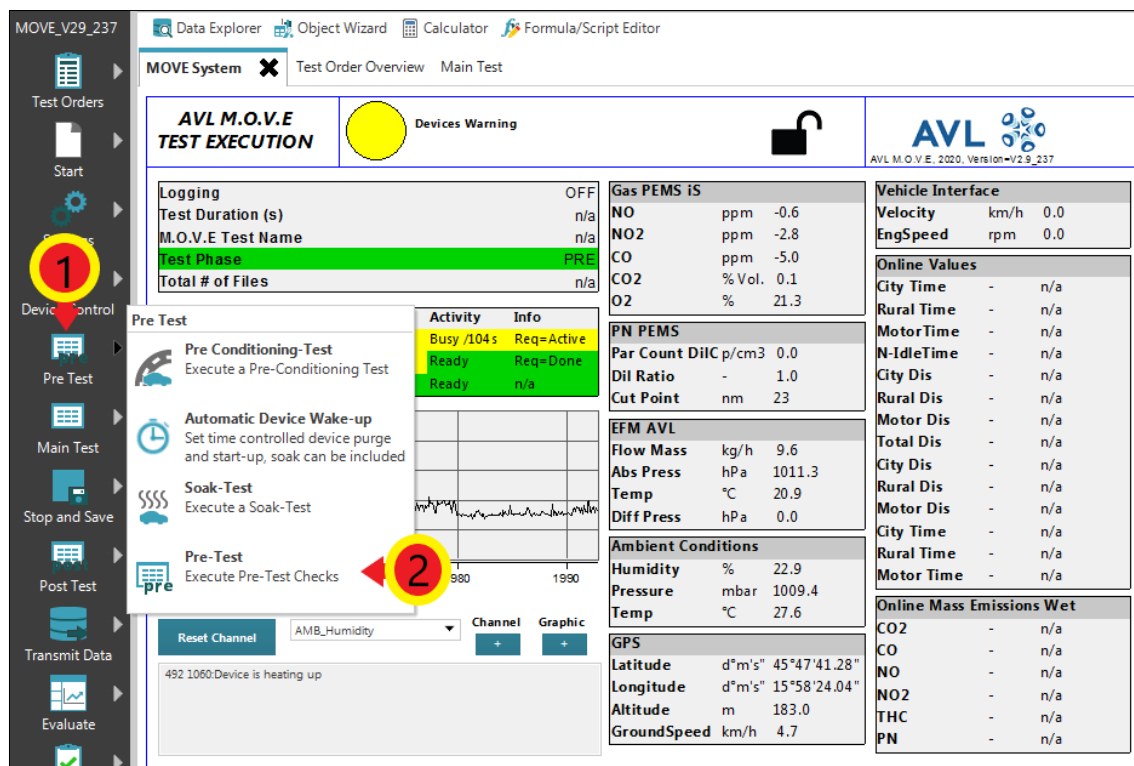 MOVE_V29_237
Data Explorer Object Wizard Calculator Formula/Script Editor
MOVE System Test Order Overview Main Test
Test Orders
Start
Device Control
Pre Test
Main Test
Stop and Save
Post Test
Transmit Data
Evaluate
1
AVL M.O.V.E
TEST EXECUTION
Devices Warning
AVL
AVL M.O.V.E, 2020, Version=V2.9_237
Logging OFF
Test Duration (s) n/a
M.O.V.E Test Name n/a
Test Phase PRE
Total # of Files n/a
Activity Info
Busy /104 s Req=Active
Ready Req=Done
Ready n/a
Pre Test
Pre Conditioning-Test
Execute a Pre-Conditioning Test
Automatic Device Wake-up
Set time controlled device purge
and start-up, soak can be included
Soak-Test
Execute a Soak-Test
Pre-Test
Execute Pre-Test Checks
pre
2
980 1990
Reset Channel
AMB_Humidity
Channel Graphic
+ +
492 1060:Device is heating up
Gas PEMS iS
NO ppm -0.6
NO2 ppm -2.8
CO ppm -5.0
CO2 % Vol. 0.1
O2 % 21.3
PN PEMS
Par Count DilC p/cm3 0.0
Dil Ratio - 1.0
Cut Point nm 23
EFM AVL
Flow Mass kg/h 9.6
Abs Press hPa 1011.3
Temp °C 20.9
Diff Press hPa 0.0
Ambient Conditions
Humidity % 22.9
Pressure mbar 1009.4
Temp °C 27.6
GPS
Latitude d°m's" 45°47'41.28"
Longitude d°m's" 15°58'24.04"
Altitude m 183.0
GroundSpeed km/h 4.7
Vehicle Interface
Velocity km/h 0.0
EngSpeed rpm 0.0
Online Values
City Time - n/a
Rural Time - n/a
MotorTime - n/a
N-IdleTime - n/a
City Dis - n/a
Rural Dis - n/a
Motor Dis - n/a
Total Dis - n/a
City Dis - n/a
Rural Dis - n/a
Motor Dis - n/a
City Time - n/a
Rural Time - n/a
Motor Time - n/a
Online Mass Emissions Wet
CO2 - n/a
CO - n/a
NO - n/a
NO2 - n/a
THC - n/a
PN - n/a